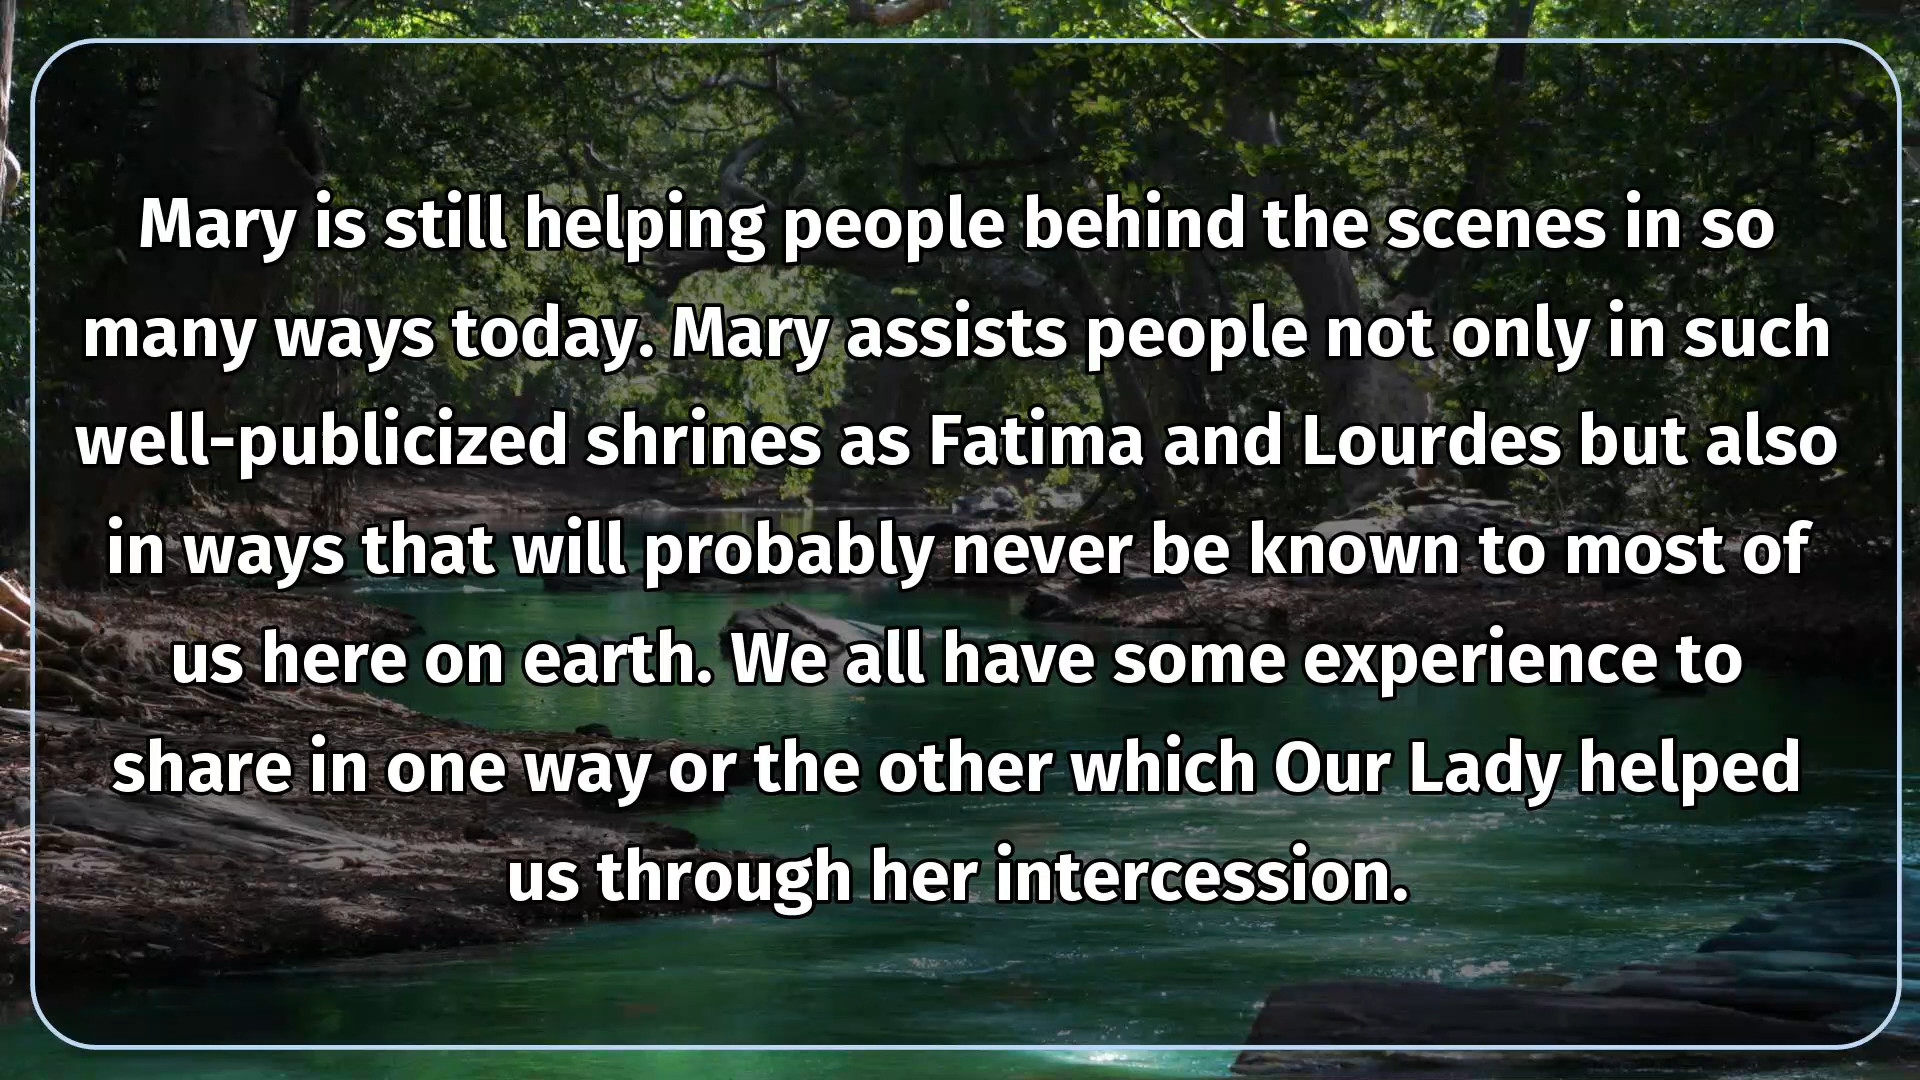 Mary is still helping people behind the scenes in so
many ways today. Mary assists people not only in such
well-publicized shrines as Fatima and Lourdes but also
in ways that will probably never be known to most of
us here on earth. We all have some experience to
share in one way or the other which Our Lady helped
us through her intercession.